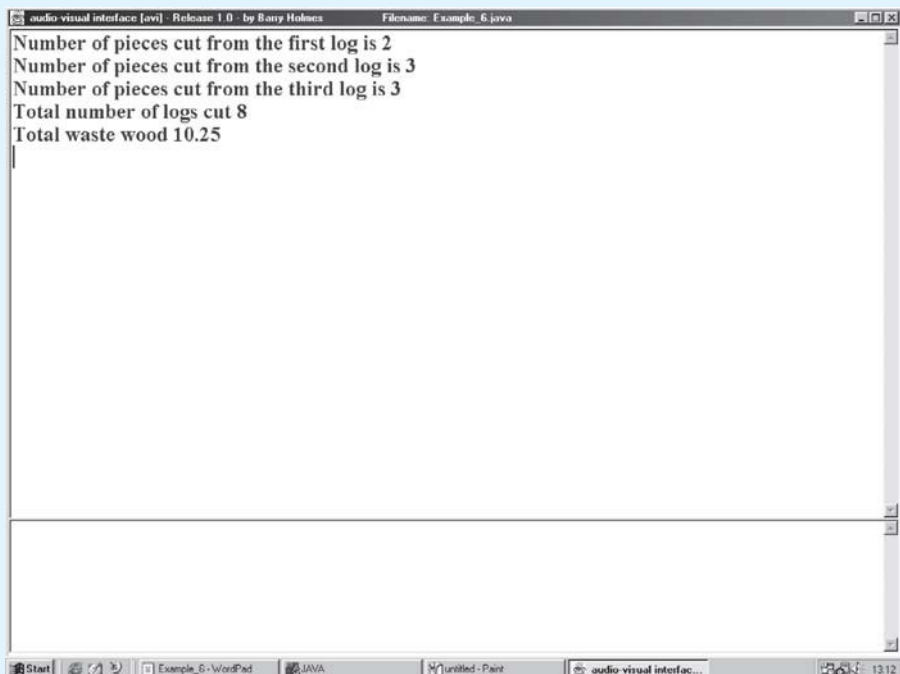 audio-visual interface [avi] - Release 1.0 - by Barry Holmes Filename: Example_6.java
Number of pieces cut from the first log is 2
Number of pieces cut from the second log is 3
Number of pieces cut from the third log is 3
Total number of logs cut 8
Total waste wood 10.25
Start Example_6 - WordPad JAVA untitled - Paint audio-visual interfac... 13:12